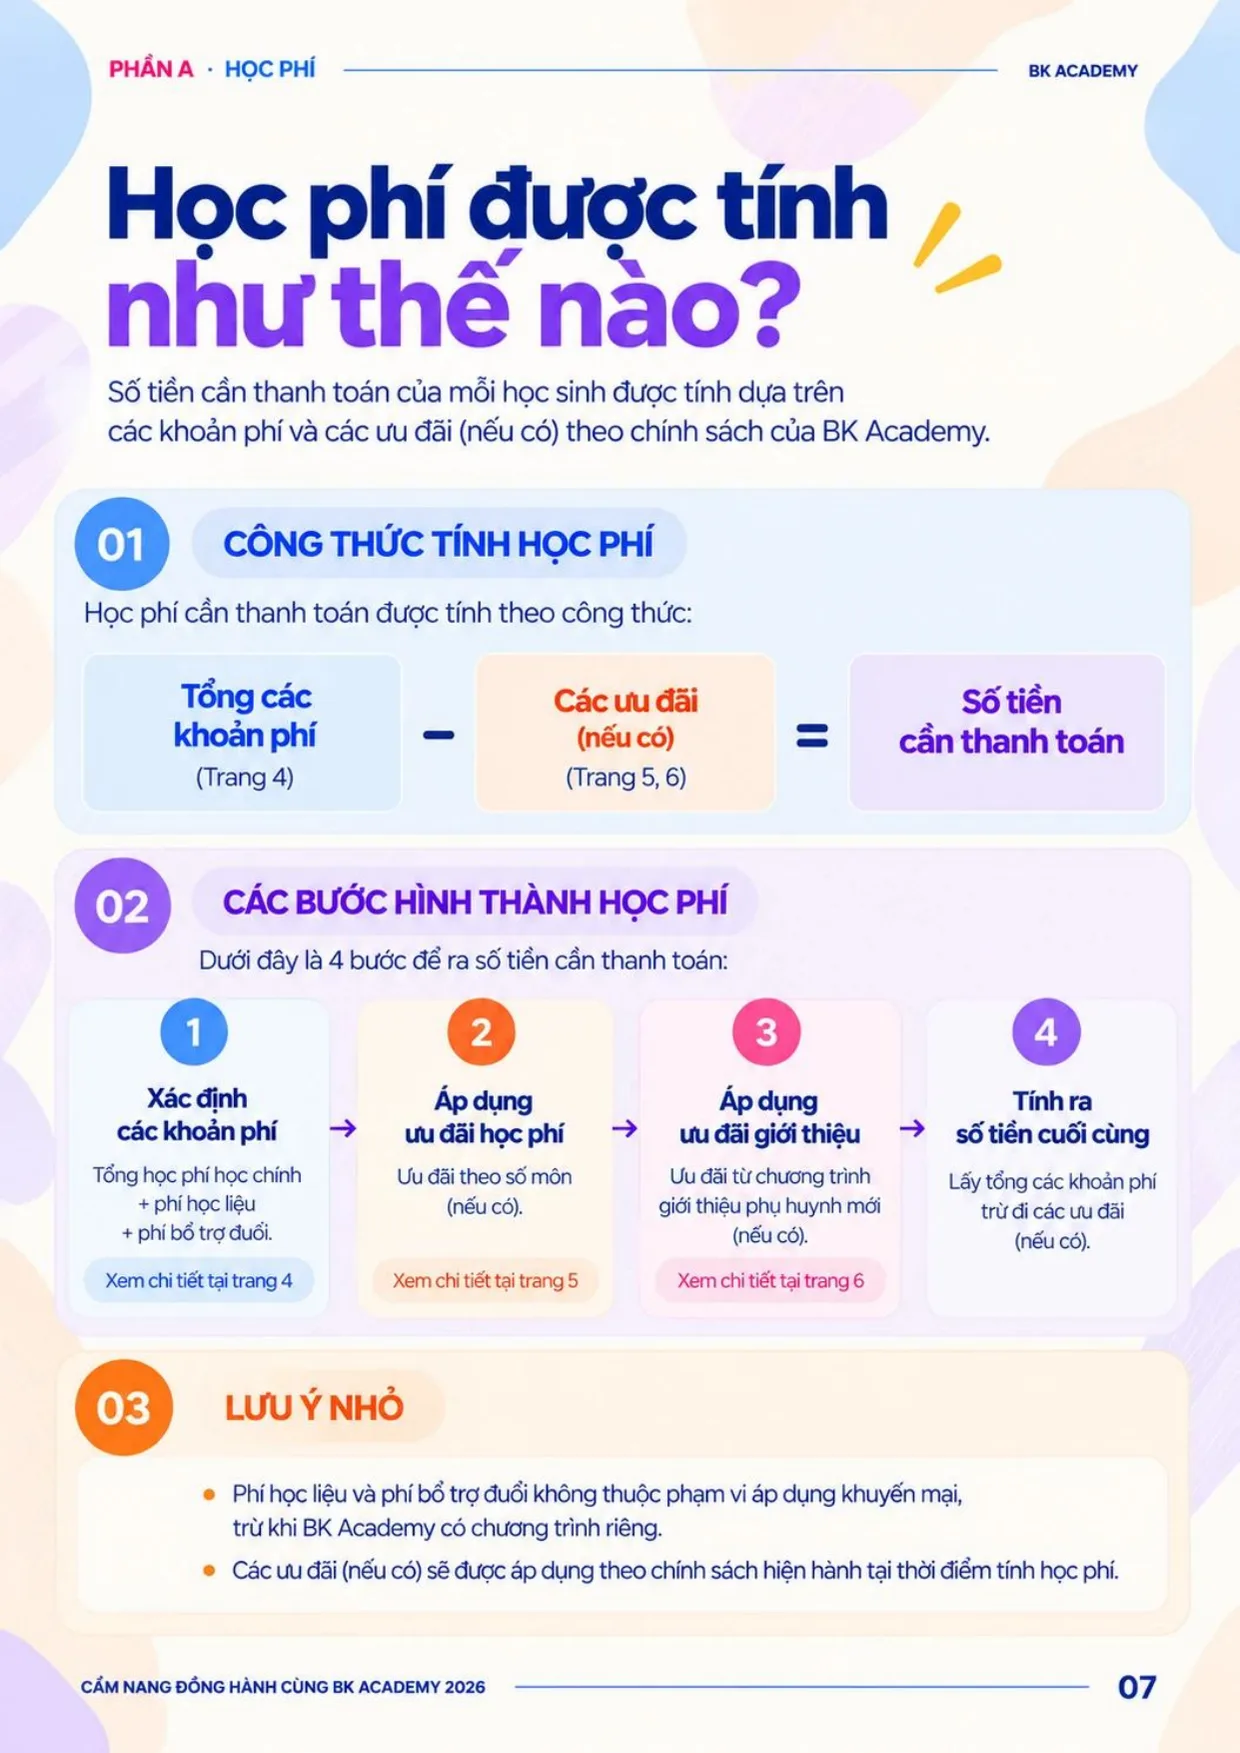 PHẦN A · HỌC PHÍ
BK ACADEMY
Học phí được tính
như thế nào?
Số tiền cần thanh toán của mỗi học sinh được tính dựa trên
các khoản phí và các ưu đãi (nếu có) theo chính sách của BK Academy.
01
CÔNG THỨC TÍNH HỌC PHÍ
Học phí cần thanh toán được tính theo công thức:
Tổng các
khoản phí
(Trang 4)
–
Các ưu đãi
(nếu có)
(Trang 5, 6)
=
Số tiền
cần thanh toán
02
CÁC BƯỚC HÌNH THÀNH HỌC PHÍ
Dưới đây là 4 bước để ra số tiền cần thanh toán:
1
Xác định
các khoản phí
Tổng học phí học chính
+ phí học liệu
+ phí bổ trợ đuổi.
Xem chi tiết tại trang 4
→
2
Áp dụng
ưu đãi học phí
Ưu đãi theo số môn
(nếu có).
Xem chi tiết tại trang 5
→
3
Áp dụng
ưu đãi giới thiệu
Ưu đãi từ chương trình
giới thiệu phụ huynh mới
(nếu có).
Xem chi tiết tại trang 6
→
4
Tính ra
số tiền cuối cùng
Lấy tổng các khoản phí
trừ đi các ưu đãi
(nếu có).
03
LƯU Ý NHỎ
• Phí học liệu và phí bổ trợ đuổi không thuộc phạm vi áp dụng khuyến mại,
trừ khi BK Academy có chương trình riêng.
• Các ưu đãi (nếu có) sẽ được áp dụng theo chính sách hiện hành tại thời điểm tính học phí.
CẨM NANG ĐỒNG HÀNH CÙNG BK ACADEMY 2026
07